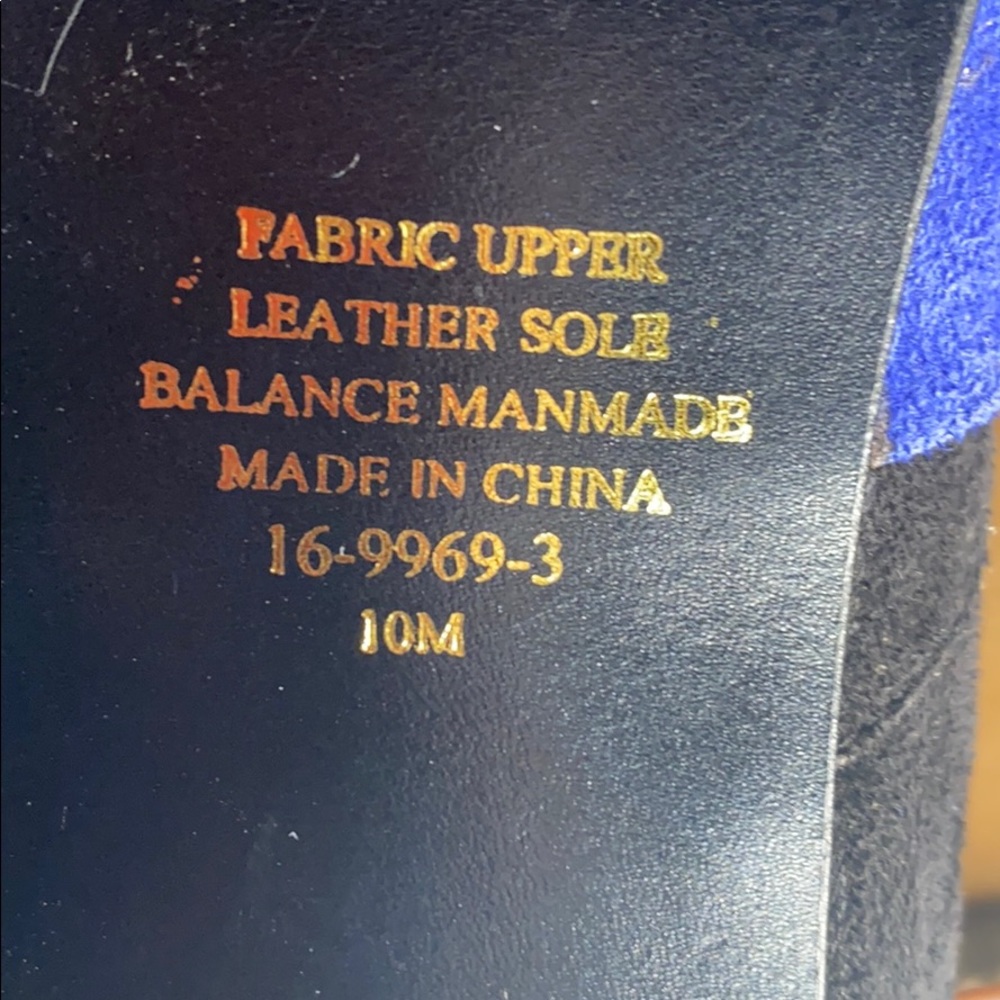 FABRIC UPPER
LEATHER SOLE
BALANCE MANMADE
MADE IN CHINA
16-9969-3
10M